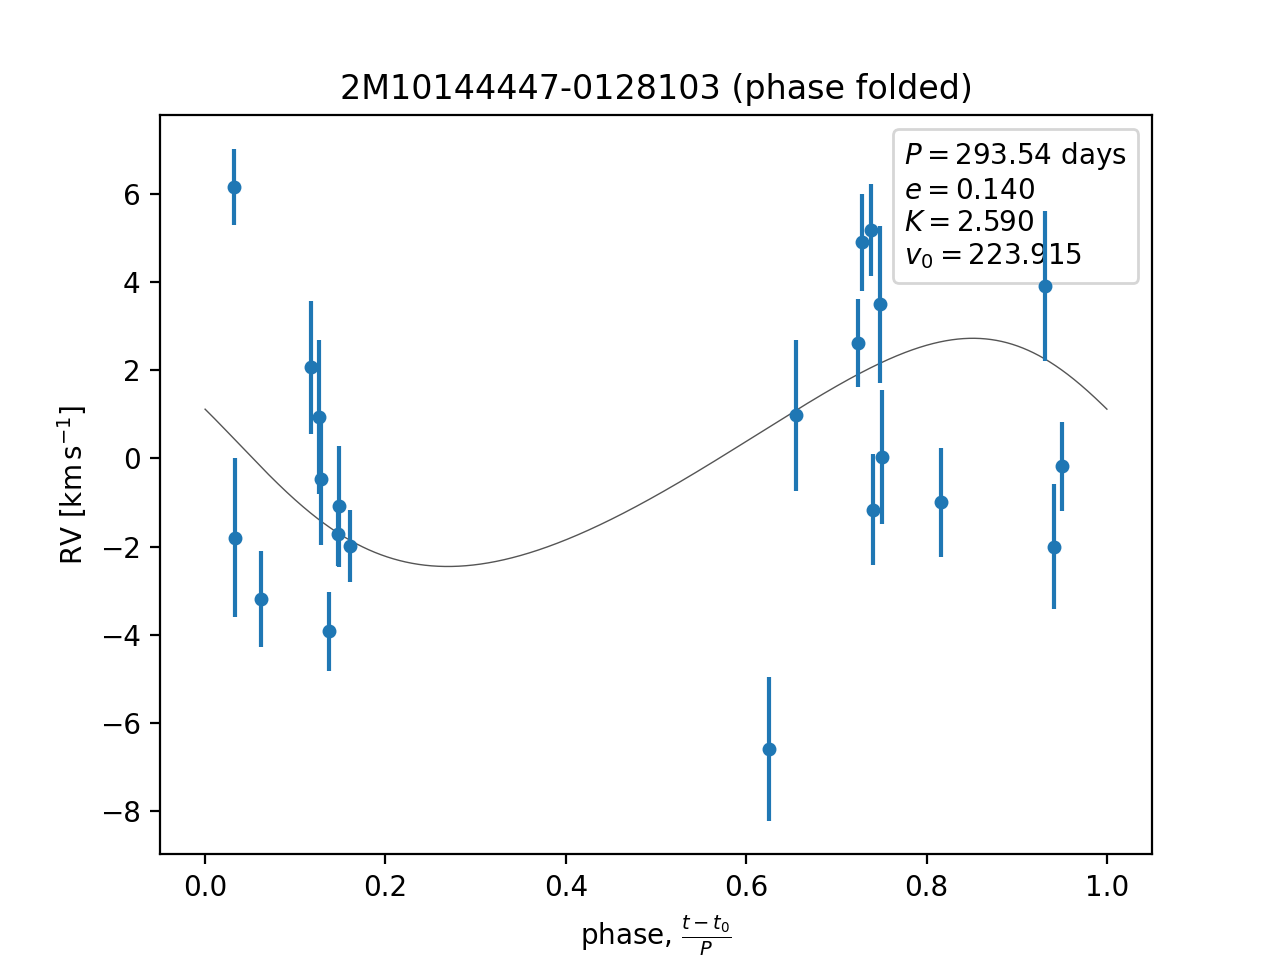 2M10144447-0128103 (phase folded)
P = 293.54 days
e = 0.140
K = 2.590
v₀ = 223.915
RV [km s⁻¹]
6
4
2
0
−2
−4
−6
−8
0.0 0.2 0.4 0.6 0.8 1.0
phase, (t − t₀)/P